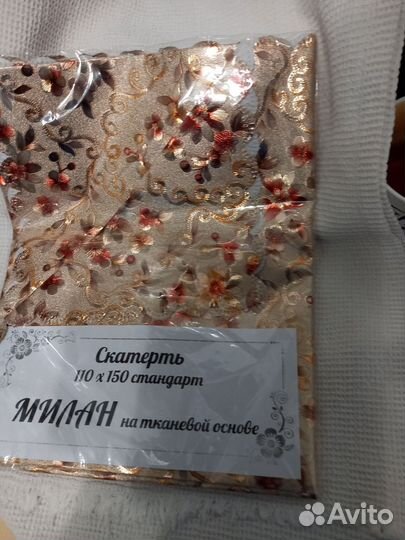 Скатерть
110 х 150 стандарт
МИЛАН на тканевой основе
Avito